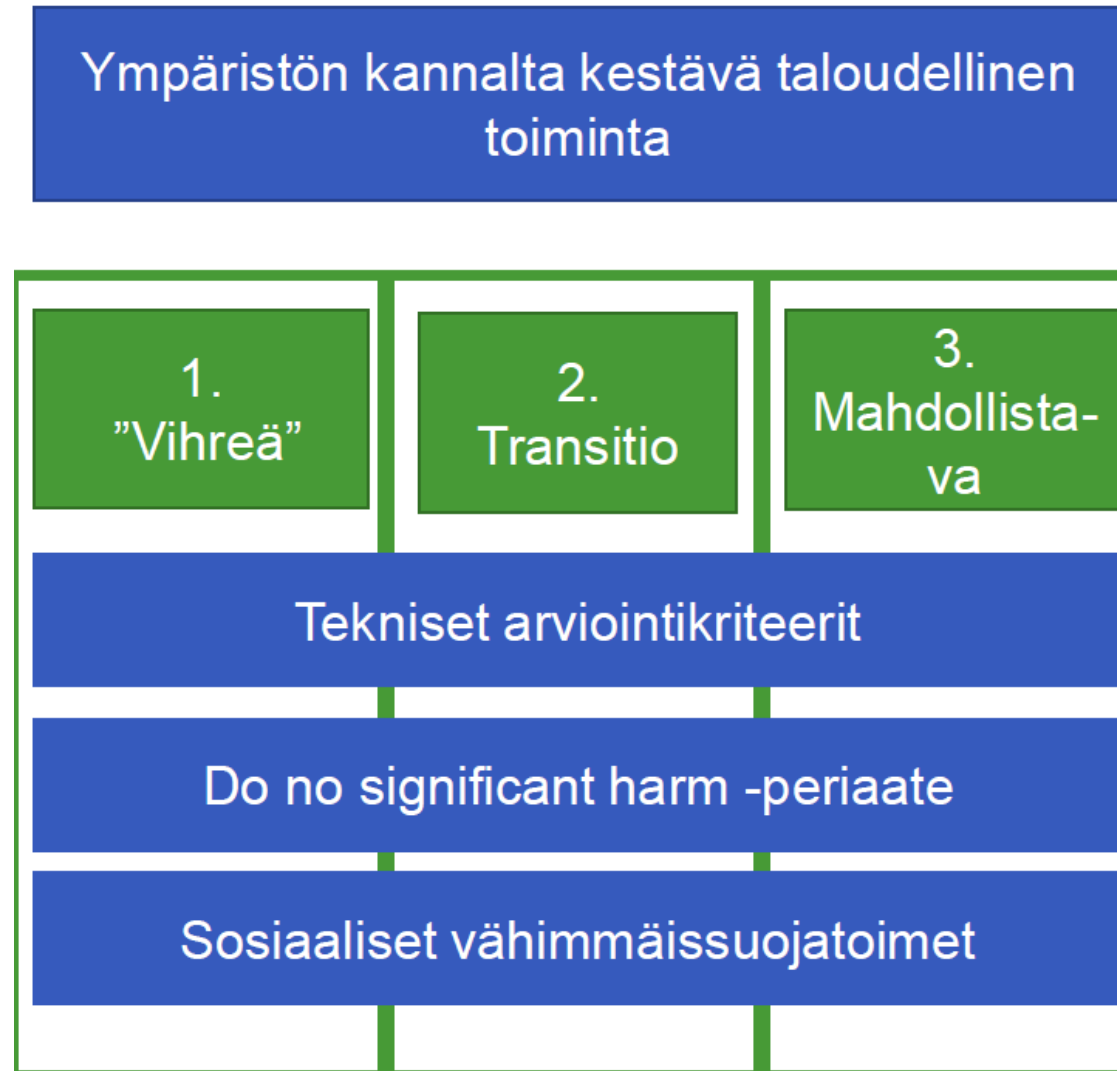 Ympäristön kannalta kestävä taloudellinen
toiminta
1.
”Vihreä”
2.
Transitio
3.
Mahdollista-
va
Tekniset arviointikriteerit
Do no significant harm -periaate
Sosiaaliset vähimmäissuojatoimet